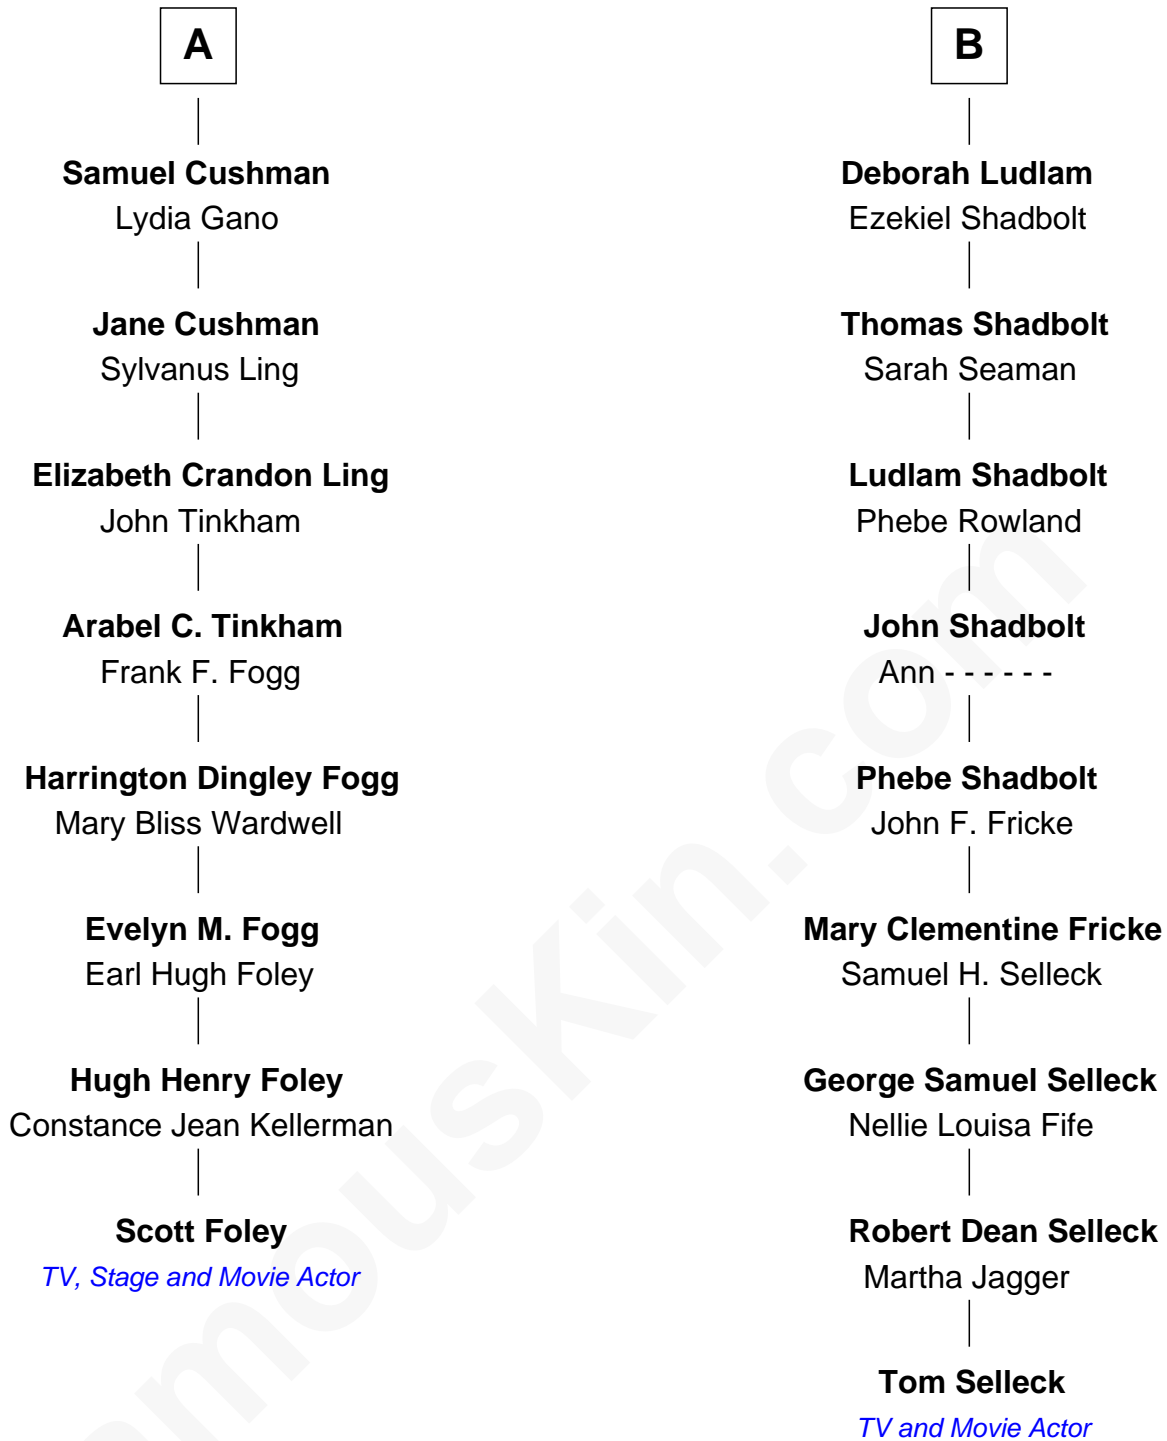 A
Samuel Cushman
Lydia Gano
Jane Cushman
Sylvanus Ling
Elizabeth Crandon Ling
John Tinkham
Arabel C. Tinkham
Frank F. Fogg
Harrington Dingley Fogg
Mary Bliss Wardwell
Evelyn M. Fogg
Earl Hugh Foley
Hugh Henry Foley
Constance Jean Kellerman
Scott Foley
TV, Stage and Movie Actor
B
Deborah Ludlam
Ezekiel Shadbolt
Thomas Shadbolt
Sarah Seaman
Ludlam Shadbolt
Phebe Rowland
John Shadbolt
Ann - - - - - -
Phebe Shadbolt
John F. Fricke
Mary Clementine Fricke
Samuel H. Selleck
George Samuel Selleck
Nellie Louisa Fife
Robert Dean Selleck
Martha Jagger
Tom Selleck
TV and Movie Actor
amouskin.com